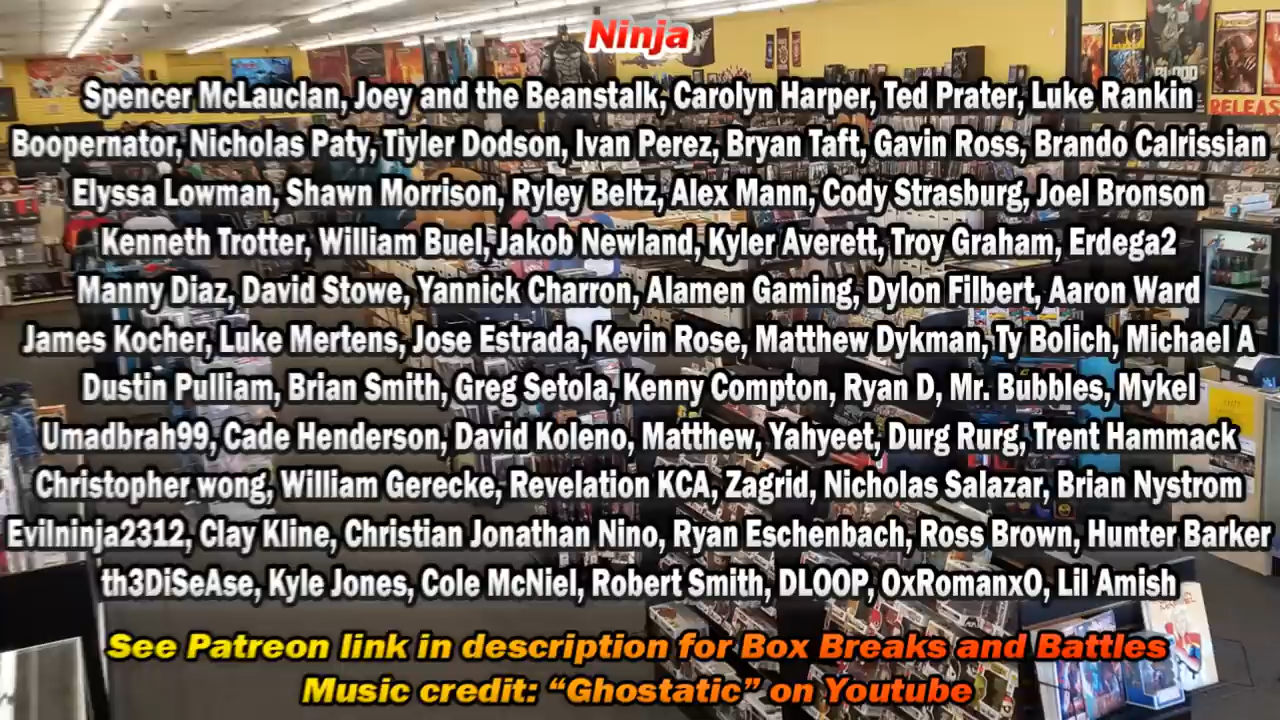 Ninja
Spencer McLauclan, Joey and the Beanstalk, Carolyn Harper, Ted Prater, Luke Rankin
Boopernator, Nicholas Paty, Tiyler Dodson, Ivan Perez, Bryan Taft, Gavin Ross, Brando Calrissian
Elyssa Lowman, Shawn Morrison, Ryley Beltz, Alex Mann, Cody Strasburg, Joel Bronson
Kenneth Trotter, William Buel, Jakob Newland, Kyler Averett, Troy Graham, Erdega2
Manny Diaz, David Stowe, Yannick Charron, Alamen Gaming, Dylon Filbert, Aaron Ward
James Kocher, Luke Mertens, Jose Estrada, Kevin Rose, Matthew Dykman, Ty Bolich, Michael A
Dustin Pulliam, Brian Smith, Greg Setola, Kenny Compton, Ryan D, Mr. Bubbles, Mykel
Umadbrah99, Cade Henderson, David Koleno, Matthew, Yahyeet, Durg Rurg, Trent Hammack
Christopher wong, William Gerecke, Revelation KCA, Zagrid, Nicholas Salazar, Brian Nystrom
Evilninja2312, Clay Kline, Christian Jonathan Nino, Ryan Eschenbach, Ross Brown, Hunter Barker
th3DiSeAse, Kyle Jones, Cole McNiel, Robert Smith, DLOOP, OxRomanxO, Lil Amish
See Patreon link in description for Box Breaks and Battles
Music credit: “Ghostatic” on Youtube